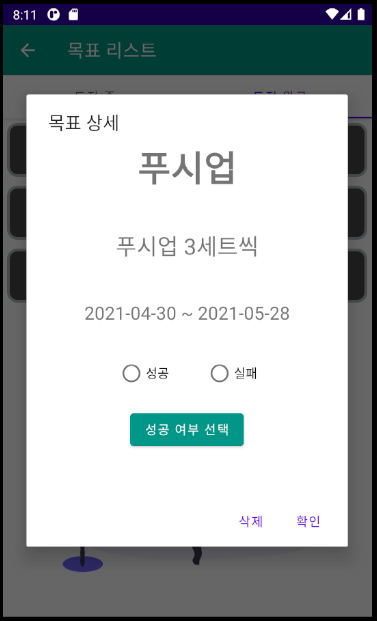 8:11
목표 리스트
목표 상세
푸시업
푸시업 3세트씩
2021-04-30 ~ 2021-05-28
성공 실패
성공 여부 선택
삭제 확인